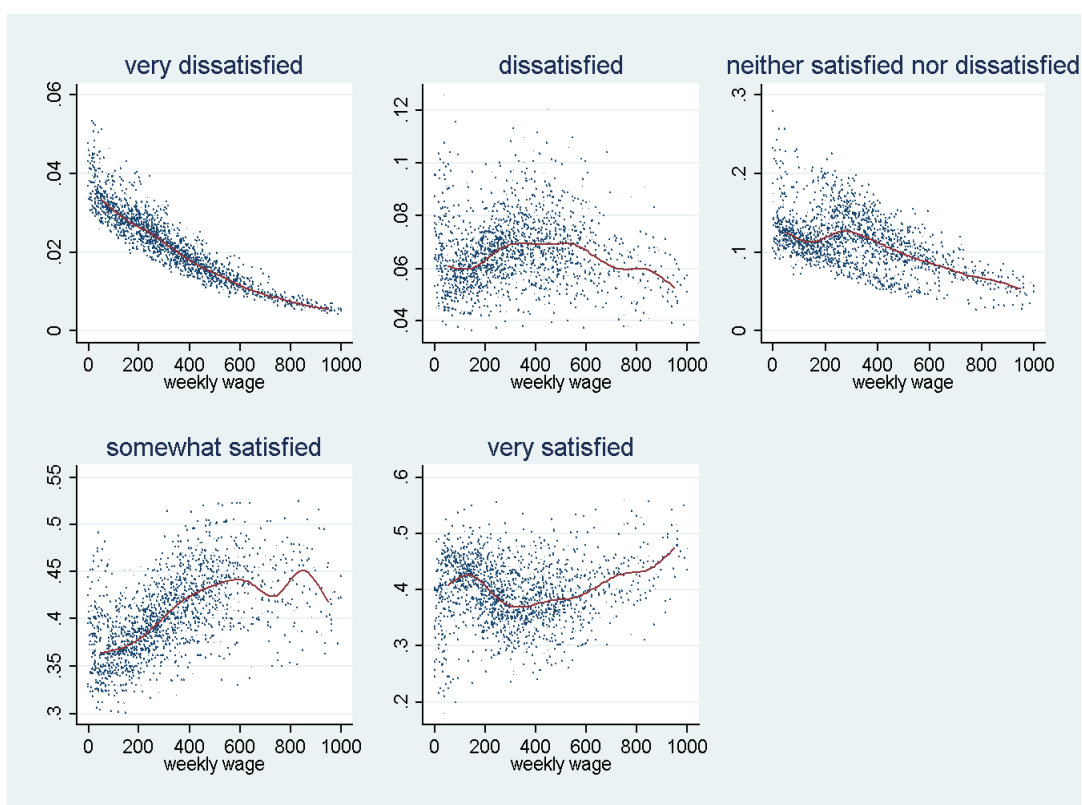 very dissatisfied
dissatisfied
neither satisfied nor dissatisfied
.06
.04
.02
0
0 200 400 600 800 1000
weekly wage
.12
.1
.08
.06
.04
0 200 400 600 800 1000
weekly wage
.3
.2
.1
0
0 200 400 600 800 1000
weekly wage
somewhat satisfied
very satisfied
.55
.5
.45
.4
.35
.3
0 200 400 600 800 1000
weekly wage
.6
.5
.4
.3
.2
0 200 400 600 800 1000
weekly wage